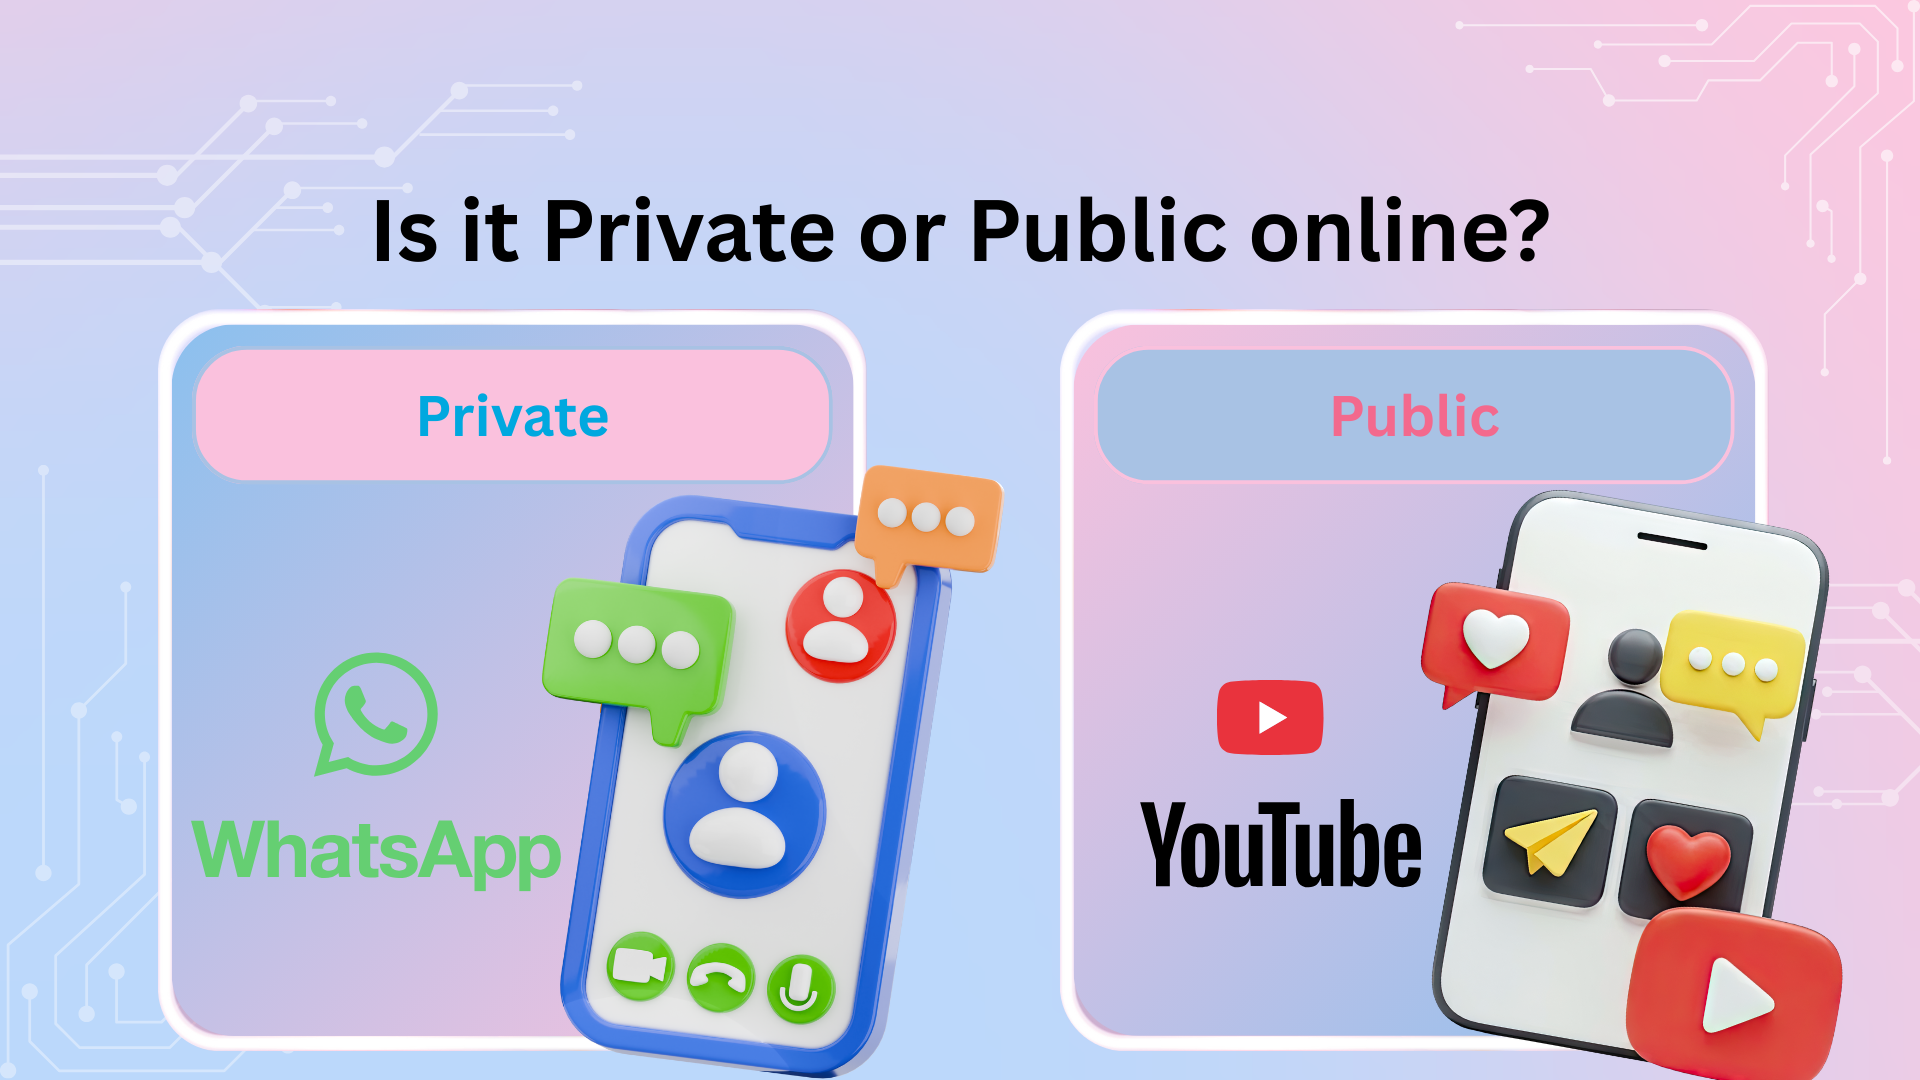 Is it Private or Public online?
Private
Public
WhatsApp
YouTube